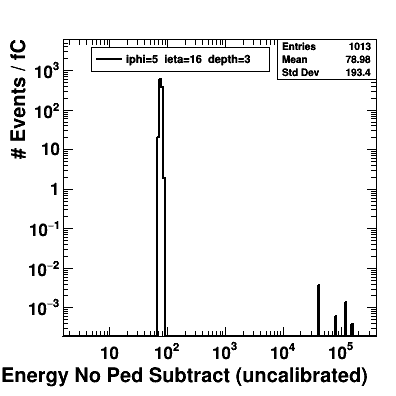 Entries 1013
Mean 78.98
Std Dev 193.4
iphi=5 ieta=16 depth=3
# Events / fC
10³
10²
10
1
10⁻¹
10⁻²
10⁻³
10 10² 10³ 10⁴ 10⁵
Energy No Ped Subtract (uncalibrated)